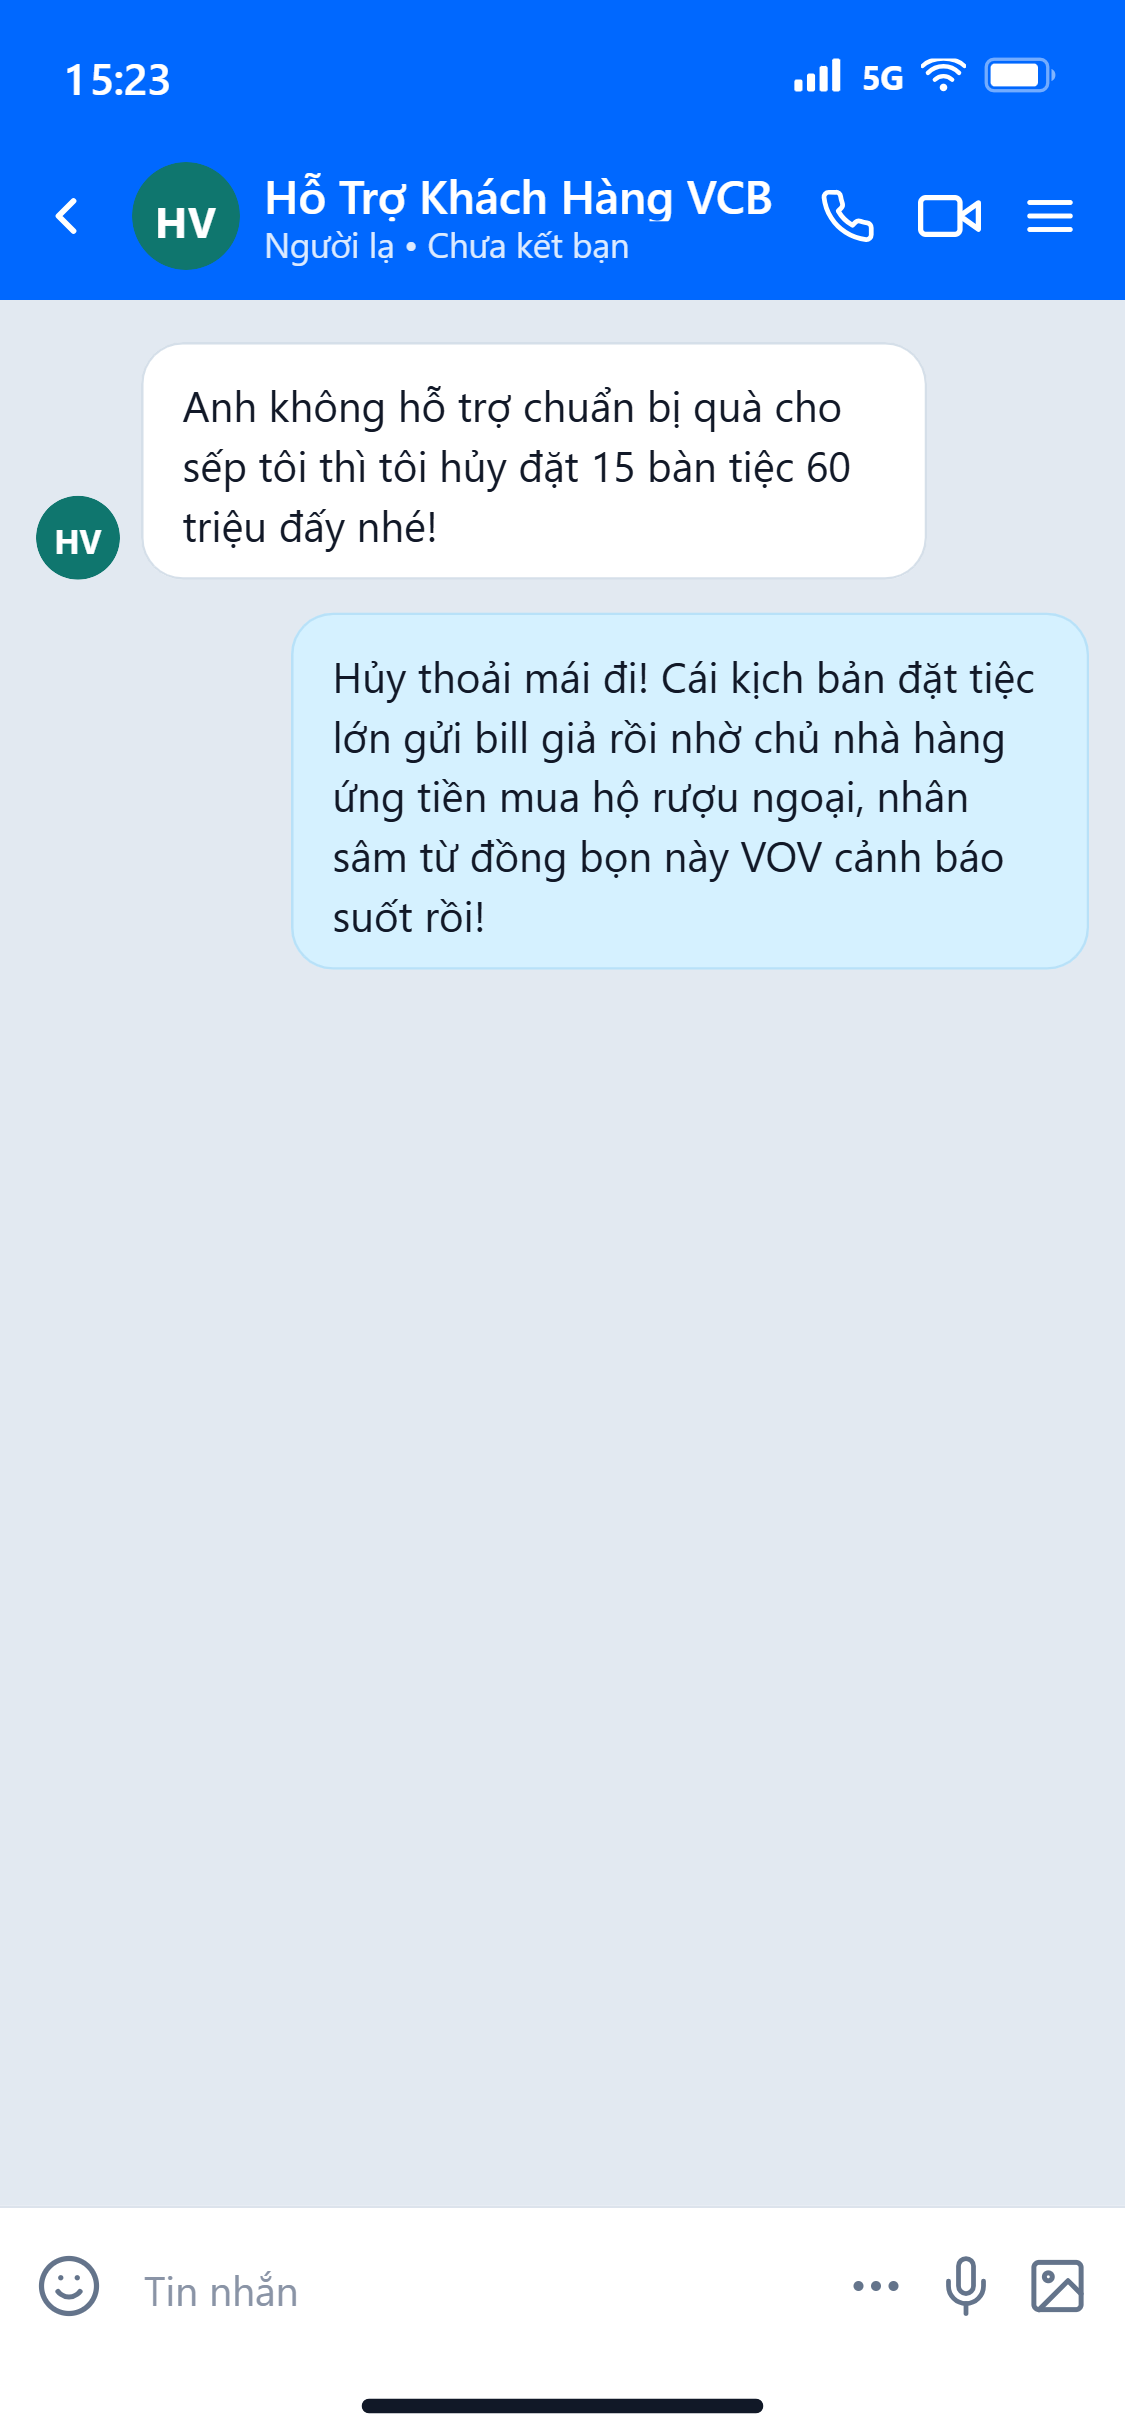 15:23
5G
HV
Hỗ Trợ Khách Hàng VCB
Người lạ • Chưa kết bạn
Anh không hỗ trợ chuẩn bị quà cho
sếp tôi thì tôi hủy đặt 15 bàn tiệc 60
triệu đấy nhé!
HV
Hủy thoải mái đi! Cái kịch bản đặt tiệc
lớn gửi bill giả rồi nhờ chủ nhà hàng
ứng tiền mua hộ rượu ngoại, nhân
sâm từ đồng bọn này VOV cảnh báo
suốt rồi!
Tin nhắn